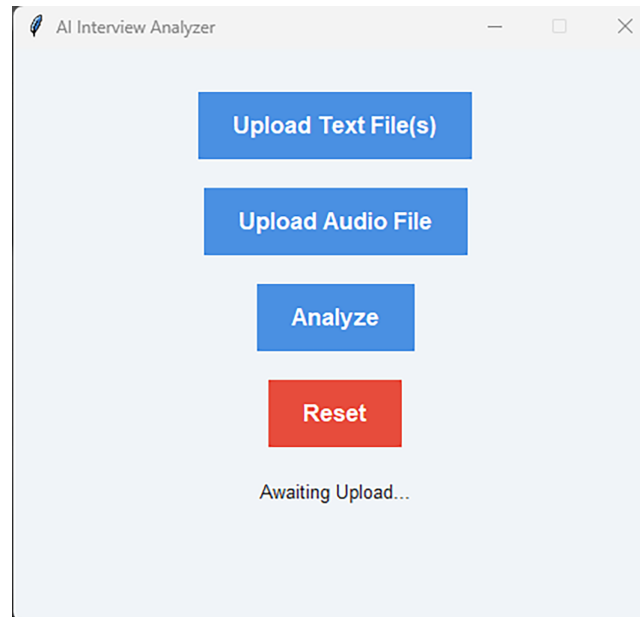 AI Interview Analyzer
Upload Text File(s)
Upload Audio File
Analyze
Reset
Awaiting Upload...